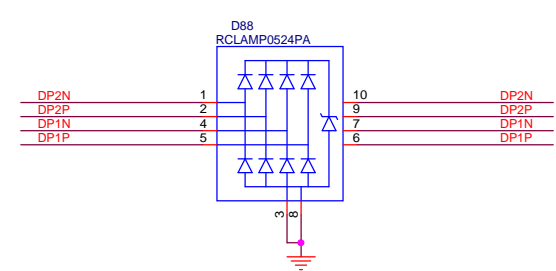 D88
RCLAMP0524PA
DP2N 1 10 DP2N
DP2P 2 9 DP2P
DP1N 4 7 DP1N
DP1P 5 6 DP1P
3 8